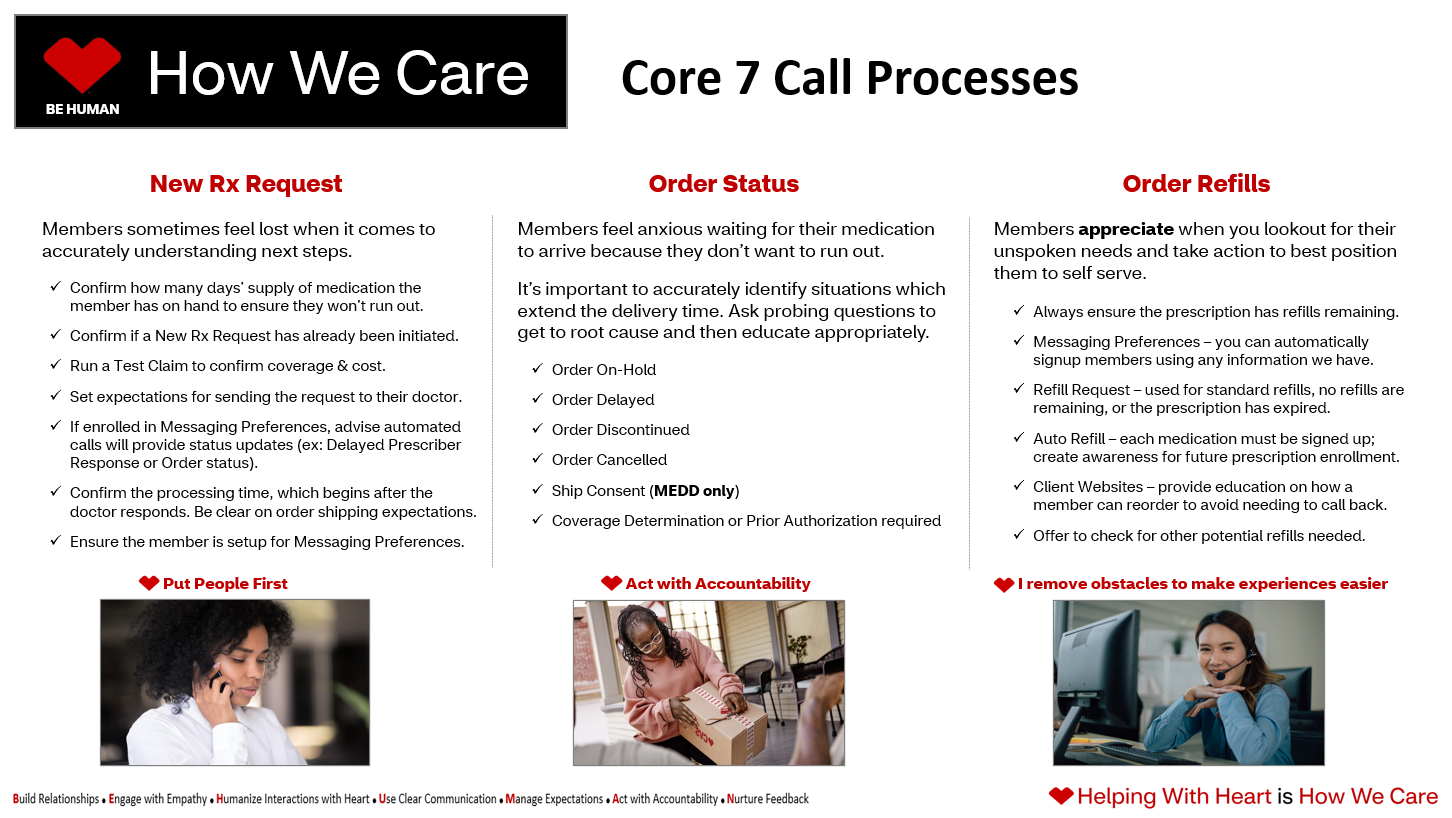 BE HUMAN
How We Care
Core 7 Call Processes
New Rx Request
Members sometimes feel lost when it comes to
accurately understanding next steps.
✓ Confirm how many days’ supply of medication the
member has on hand to ensure they won’t run out.
✓ Confirm if a New Rx Request has already been initiated.
✓ Run a Test Claim to confirm coverage & cost.
✓ Set expectations for sending the request to their doctor.
✓ If enrolled in Messaging Preferences, advise automated
calls will provide status updates (ex: Delayed Prescriber
Response or Order status).
✓ Confirm the processing time, which begins after the
doctor responds. Be clear on order shipping expectations.
✓ Ensure the member is setup for Messaging Preferences.
Put People First
Order Status
Members feel anxious waiting for their medication
to arrive because they don’t want to run out.
It’s important to accurately identify situations which
extend the delivery time. Ask probing questions to
get to root cause and then educate appropriately.
✓ Order On-Hold
✓ Order Delayed
✓ Order Discontinued
✓ Order Cancelled
✓ Ship Consent (MEDD only)
✓ Coverage Determination or Prior Authorization required
Act with Accountability
Order Refills
Members appreciate when you lookout for their
unspoken needs and take action to best position
them to self serve.
✓ Always ensure the prescription has refills remaining.
✓ Messaging Preferences – you can automatically
signup members using any information we have.
✓ Refill Request – used for standard refills, no refills are
remaining, or the prescription has expired.
✓ Auto Refill – each medication must be signed up;
create awareness for future prescription enrollment.
✓ Client Websites – provide education on how a
member can reorder to avoid needing to call back.
✓ Offer to check for other potential refills needed.
I remove obstacles to make experiences easier
Build Relationships • Engage with Empathy • Humanize Interactions with Heart • Use Clear Communication • Manage Expectations • Act with Accountability • Nurture Feedback
Helping With Heart is How We Care